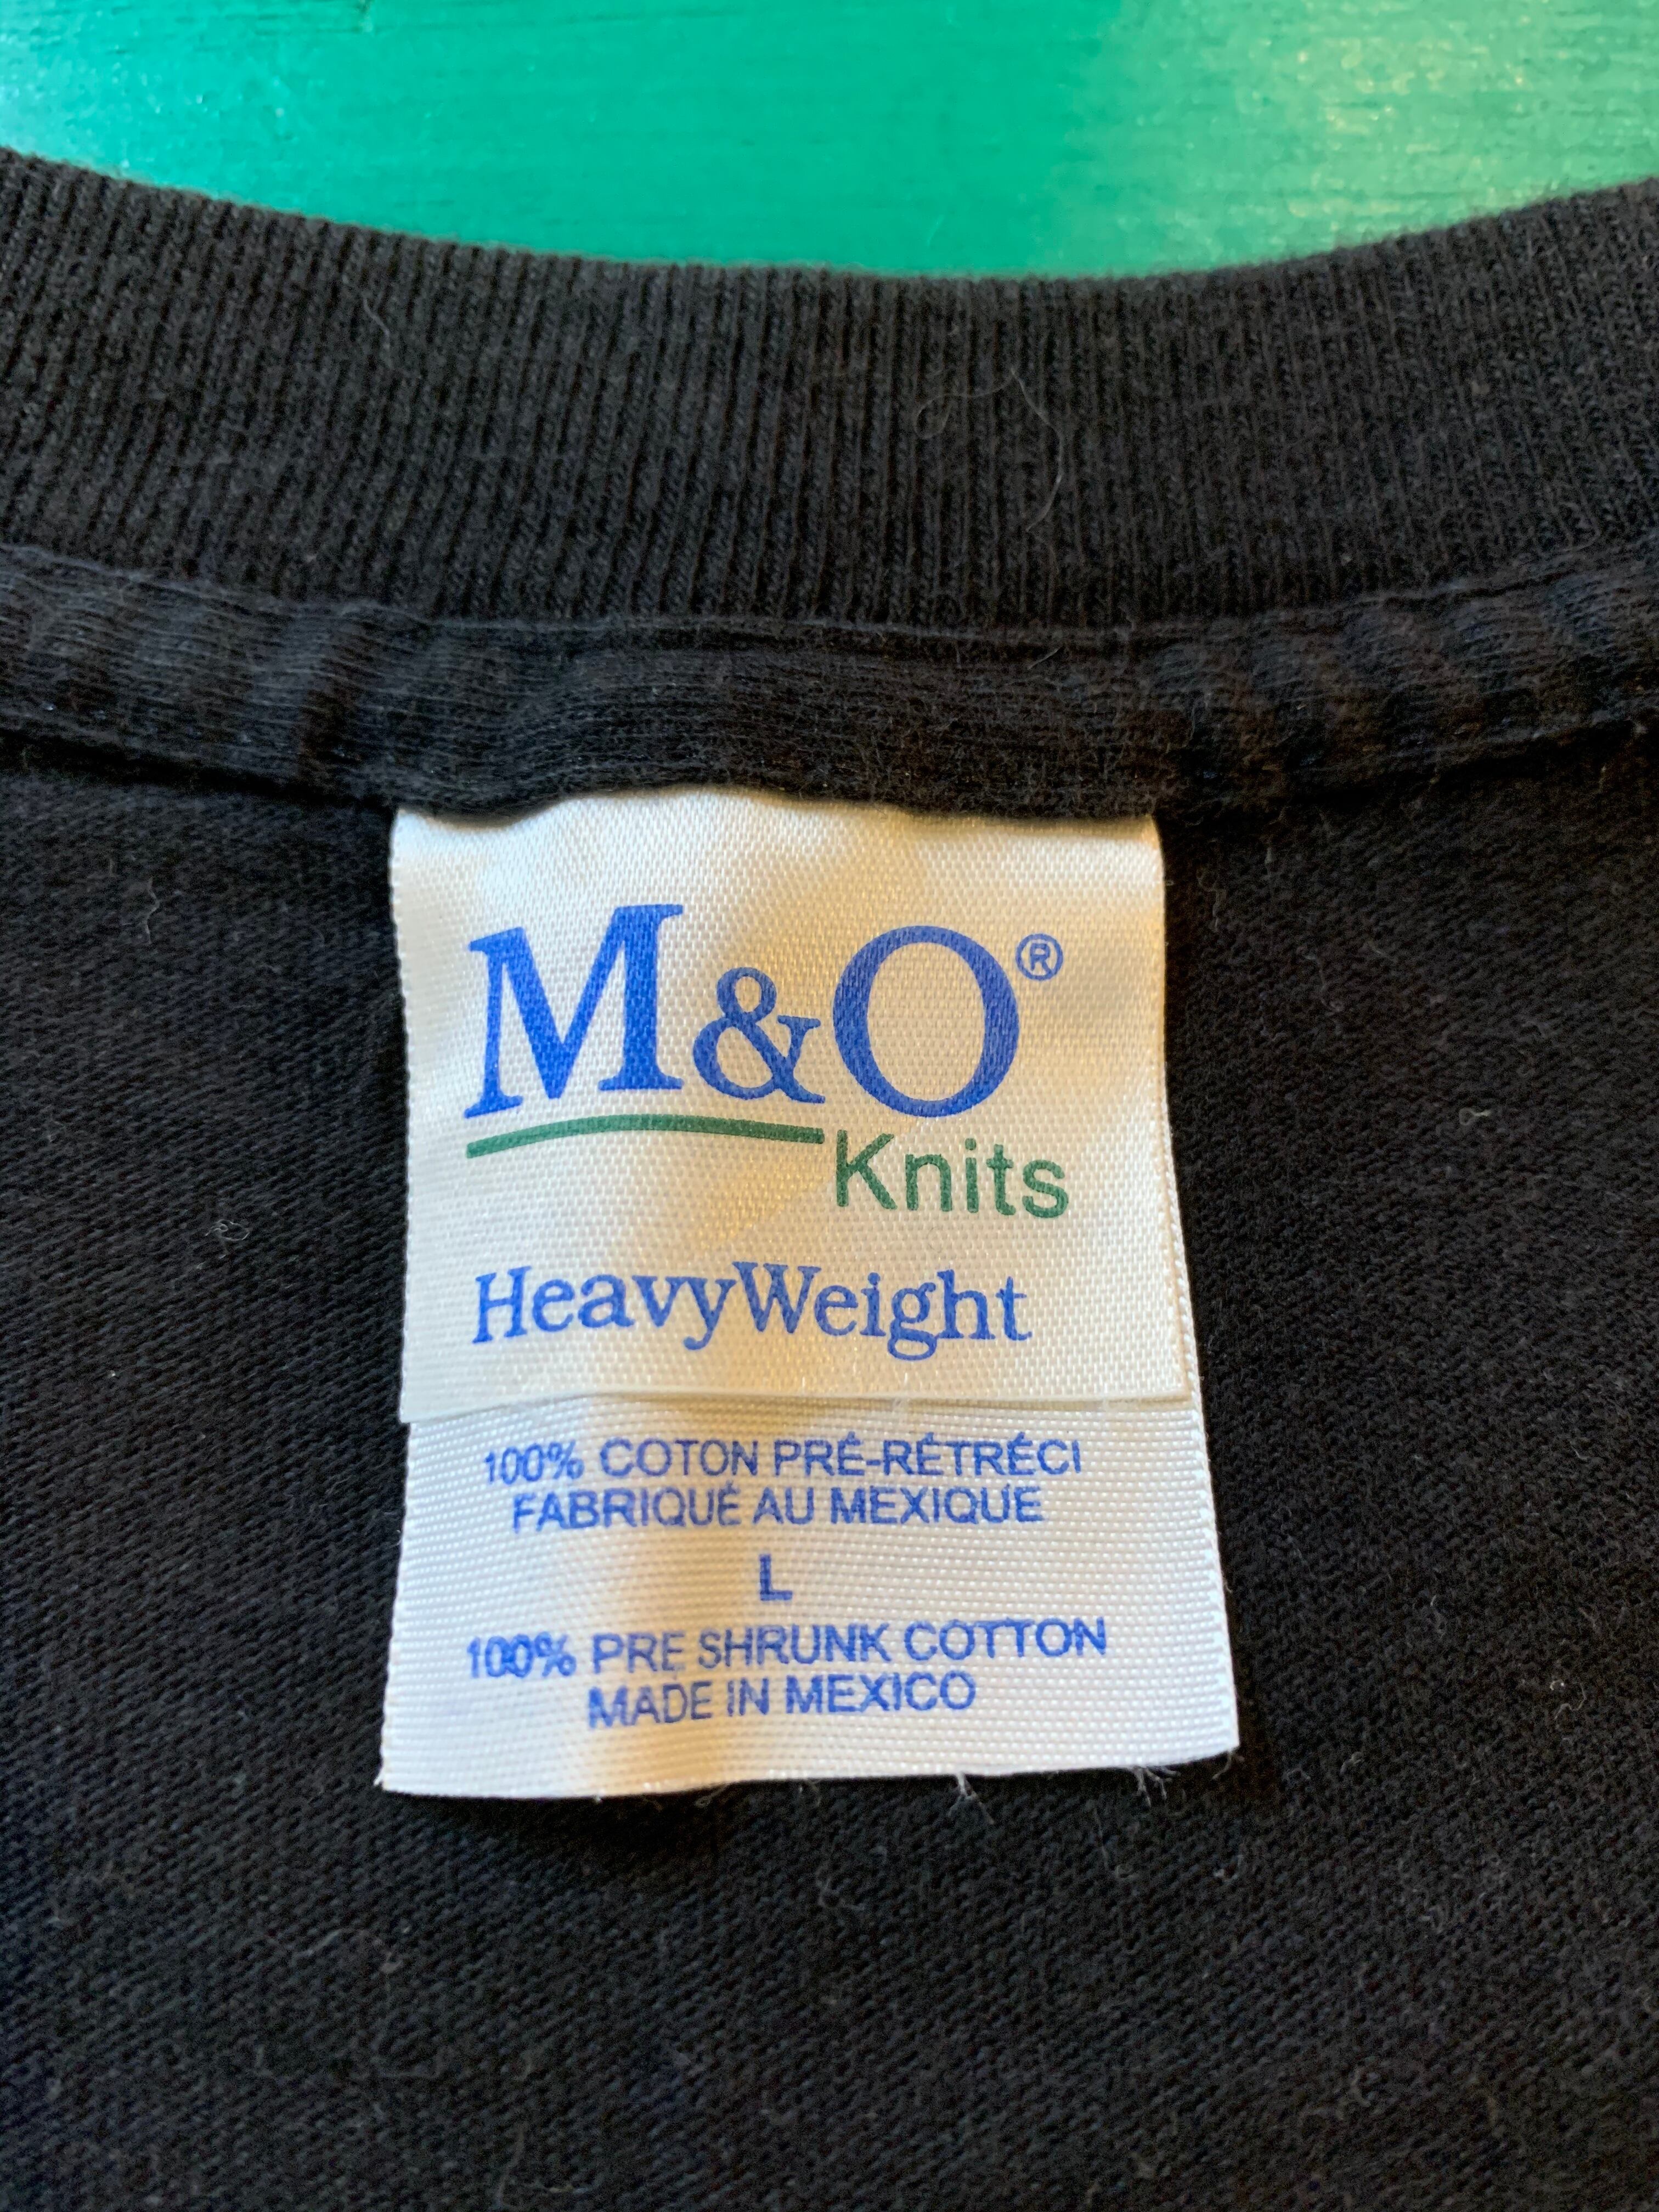 M&O®
Knits
HeavyWeight
100% COTON PRÉ-RÉTRÉCI
FABRIQUÉ AU MEXIQUE
L
100% PRE SHRUNK COTTON
MADE IN MEXICO